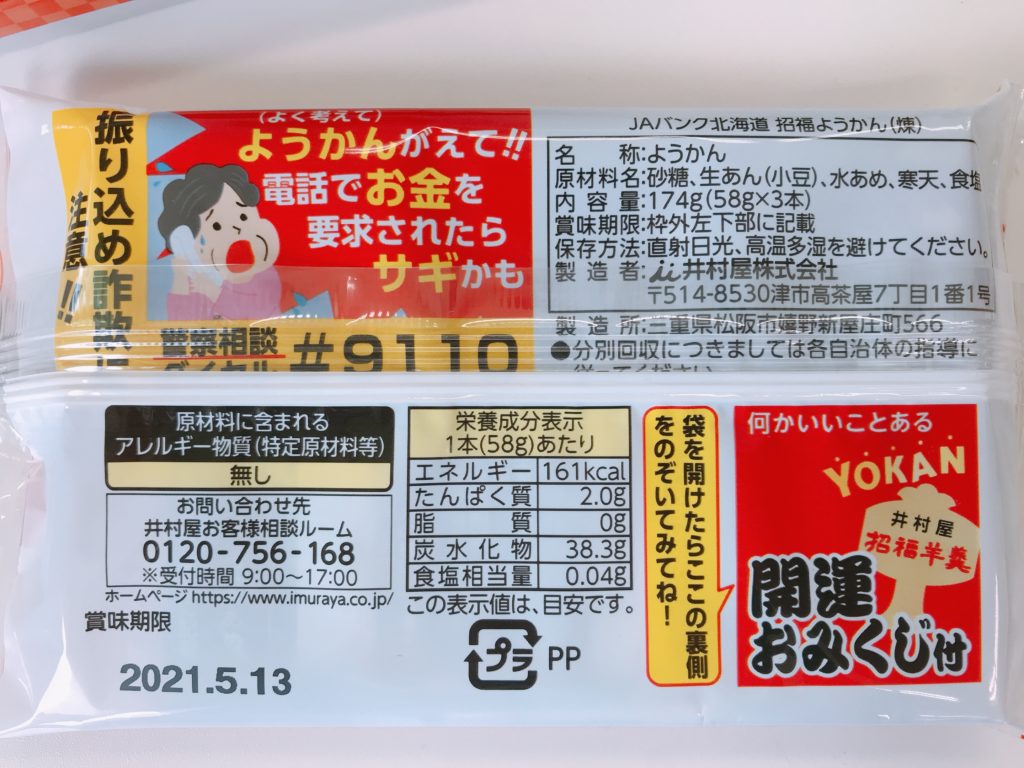 振り込め詐欺に
注意!!
(よく考えて)
ようかんがえて!!
電話でお金を
要求されたら
サギかも
警察相談
ダイヤル
#9110
JAバンク北海道 招福ようかん(煉)
名　称:ようかん
原材料名:砂糖、生あん(小豆)、水あめ、寒天、食塩
内容量:174g(58g×3本)
賞味期限:枠外左下部に記載
保存方法:直射日光、高温多湿を避けてください。
製造者:井村屋株式会社
〒514-8530津市高茶屋7丁目1番1号
製造所:三重県松阪市嬉野新屋庄町566
●分別回収につきましては各自治体の指導に
従ってください
原材料に含まれる
アレルギー物質(特定原材料等)
無し
お問い合わせ先
井村屋お客様相談ルーム
0120-756-168
※受付時間 9:00〜17:00
ホームページ https://www.imuraya.co.jp/
賞味期限
2021.5.13
栄養成分表示
1本(58g)あたり
エネルギー 161kcal
たんぱく質 2.0g
脂質 0g
炭水化物 38.3g
食塩相当量 0.04g
この表示値は、目安です。
プラ PP
袋を開けたらここの裏側
をのぞいてみてね!
何かいいことある
YOKAN
井村屋
招福羊羹
開運
おみくじ付